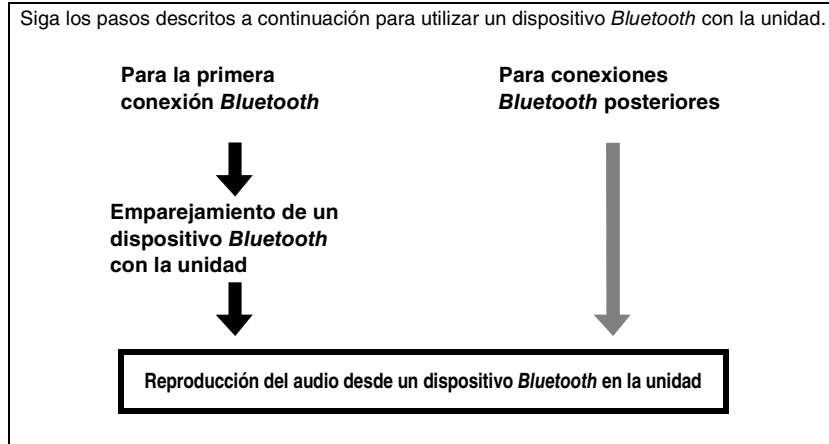 Siga los pasos descritos a continuación para utilizar un dispositivo Bluetooth con la unidad.
Para la primera
conexión Bluetooth
Para conexiones
Bluetooth posteriores
Emparejamiento de un
dispositivo Bluetooth
con la unidad
Reproducción del audio desde un dispositivo Bluetooth en la unidad